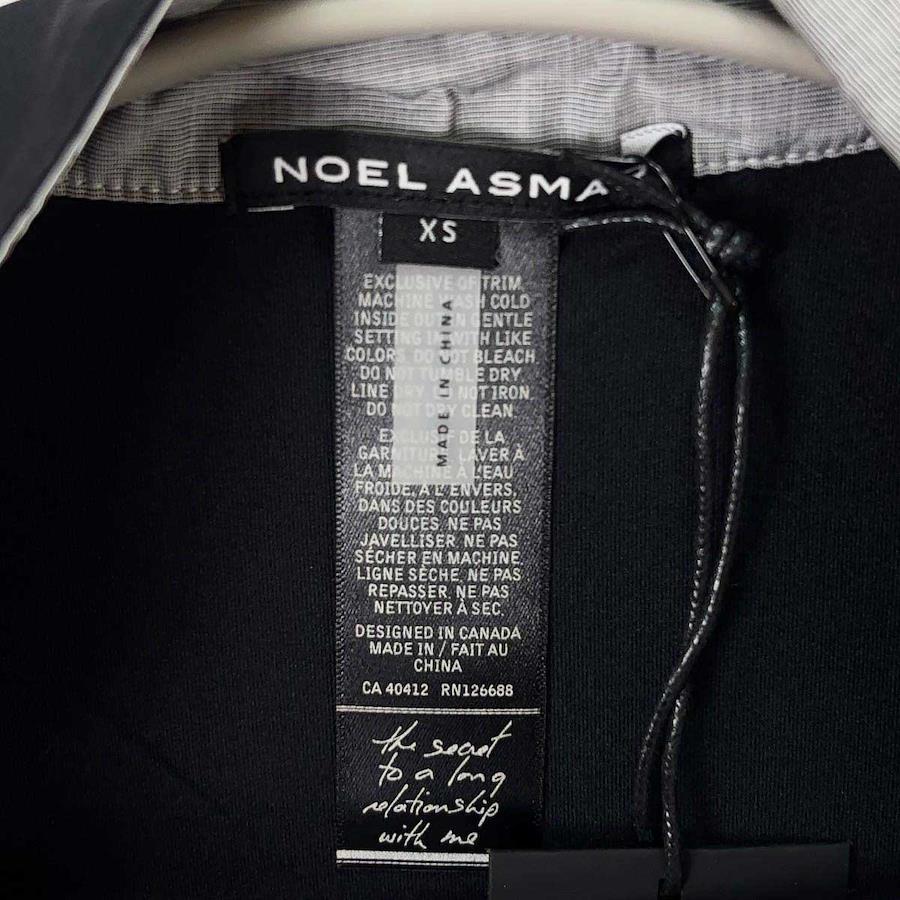 NOEL ASMA
XS
EXCLUSIVE OF TRIM.
MACHINE WASH COLD
INSIDE OUT IN GENTLE
SETTING IN WITH LIKE
COLORS. DO NOT BLEACH
DO NOT TUMBLE DRY
LINE DRY. DO NOT IRON
DO NOT DRY CLEAN
MADE IN CHINA
EXCLUSIF DE LA
GARNITURE. LAVER À
LA MACHINE À L'EAU
FROIDE, À L'ENVERS,
DANS DES COULEURS
DOUCES. NE PAS
JAVELLISER. NE PAS
SÉCHER EN MACHINE.
LIGNE SÈCHE. NE PAS
REPASSER. NE PAS
NETTOYER À SEC.
DESIGNED IN CANADA
MADE IN / FAIT AU
CHINA
CA 40412 RN126688
the secret
to a long
relationship
with me